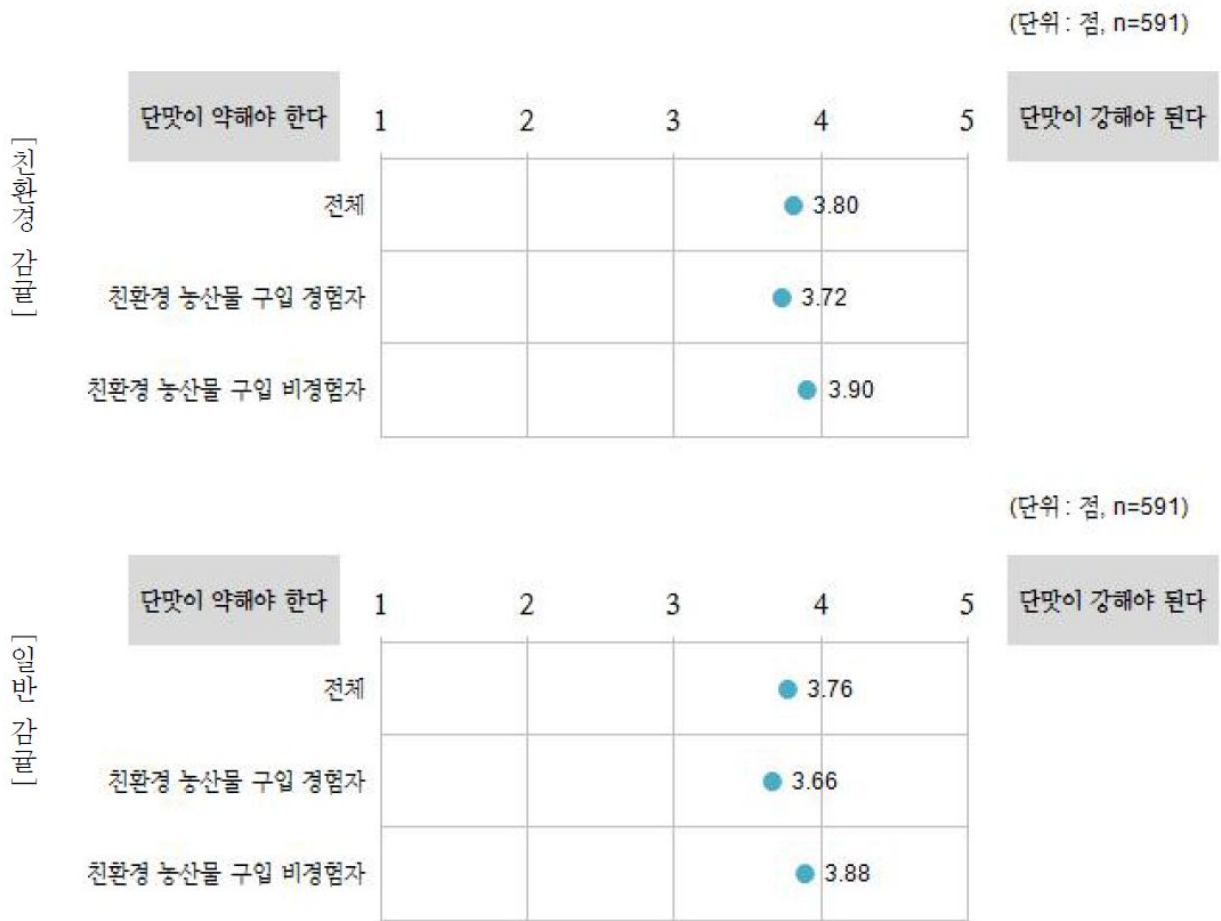 (단위 : 점, n=591)
단맛이 약해야 한다 1 2 3 4 5 단맛이 강해야 된다
[친환경 감귤]
전체 3.80
친환경 농산물 구입 경험자 3.72
친환경 농산물 구입 비경험자 3.90
(단위 : 점, n=591)
단맛이 약해야 한다 1 2 3 4 5 단맛이 강해야 된다
[일반 감귤]
전체 3.76
친환경 농산물 구입 경험자 3.66
친환경 농산물 구입 비경험자 3.88